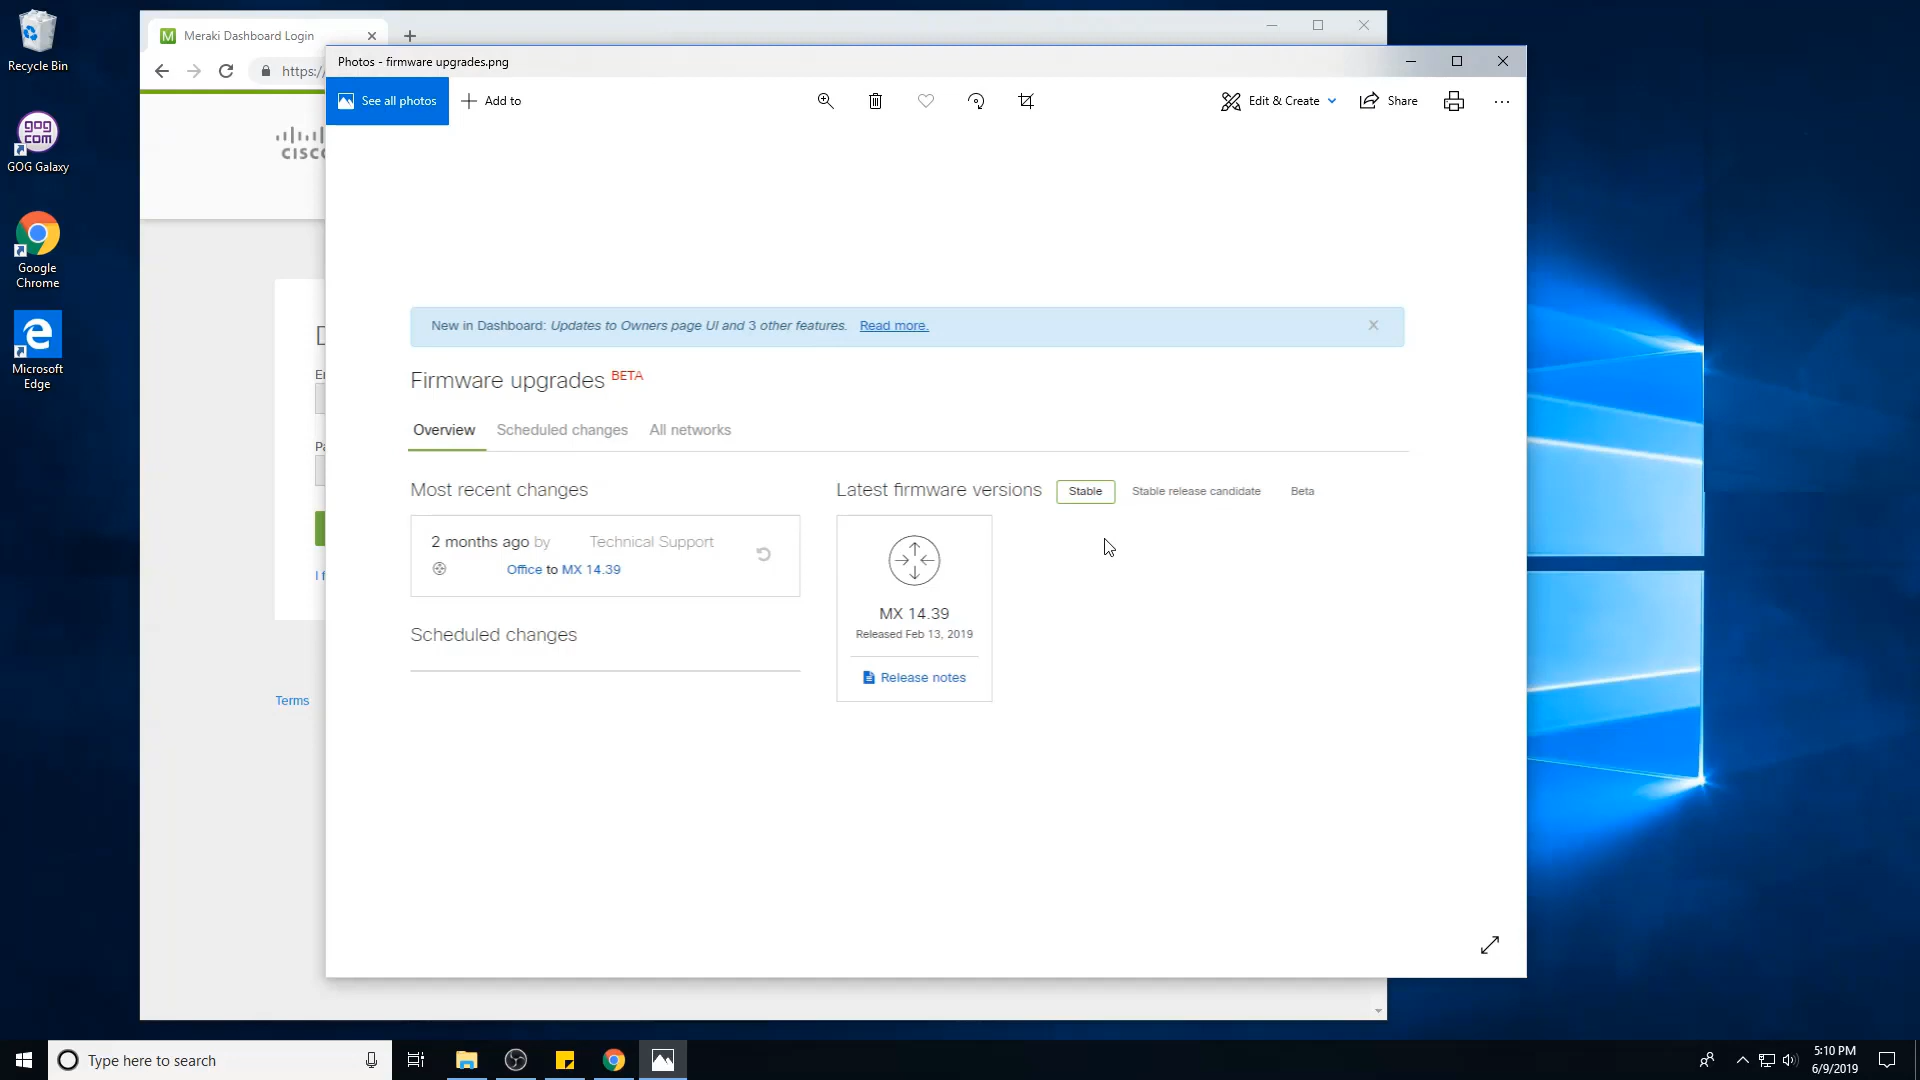 Recycle Bin
GOG Galaxy
Google
Chrome
Microsoft
Edge
Meraki Dashboard Login
https:/
Photos - firmware upgrades.png
See all photos
Add to
Edit & Create
Share
cisco
New in Dashboard: Updates to Owners page UI and 3 other features. Read more.
Firmware upgrades BETA
Overview
Scheduled changes
All networks
Most recent changes
2 months ago by Technical Support
Office to MX 14.39
Scheduled changes
Latest firmware versions
Stable
Stable release candidate
Beta
MX 14.39
Released Feb 13, 2019
Release notes
Terms
Type here to search
5:10 PM
6/9/2019